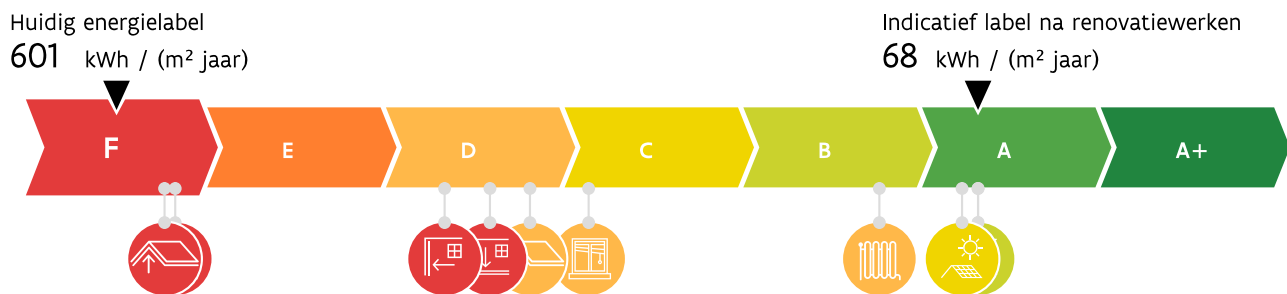 Huidig energielabel
601 kWh / (m² jaar)
Indicatief label na renovatiewerken
68 kWh / (m² jaar)
F E D C B A A+